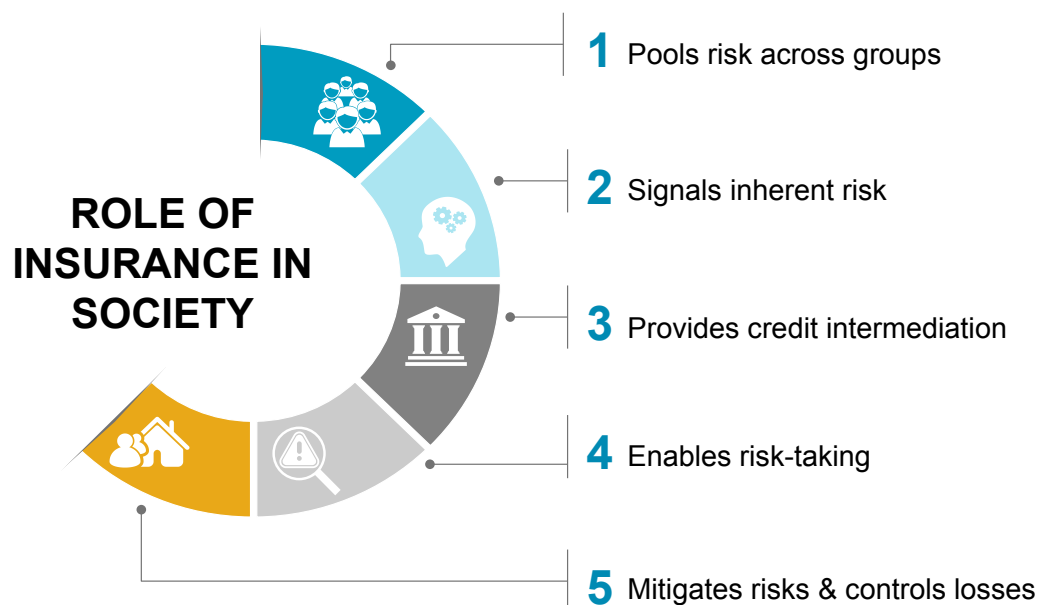 ROLE OF
INSURANCE IN
SOCIETY
1 Pools risk across groups
2 Signals inherent risk
3 Provides credit intermediation
4 Enables risk-taking
5 Mitigates risks & controls losses